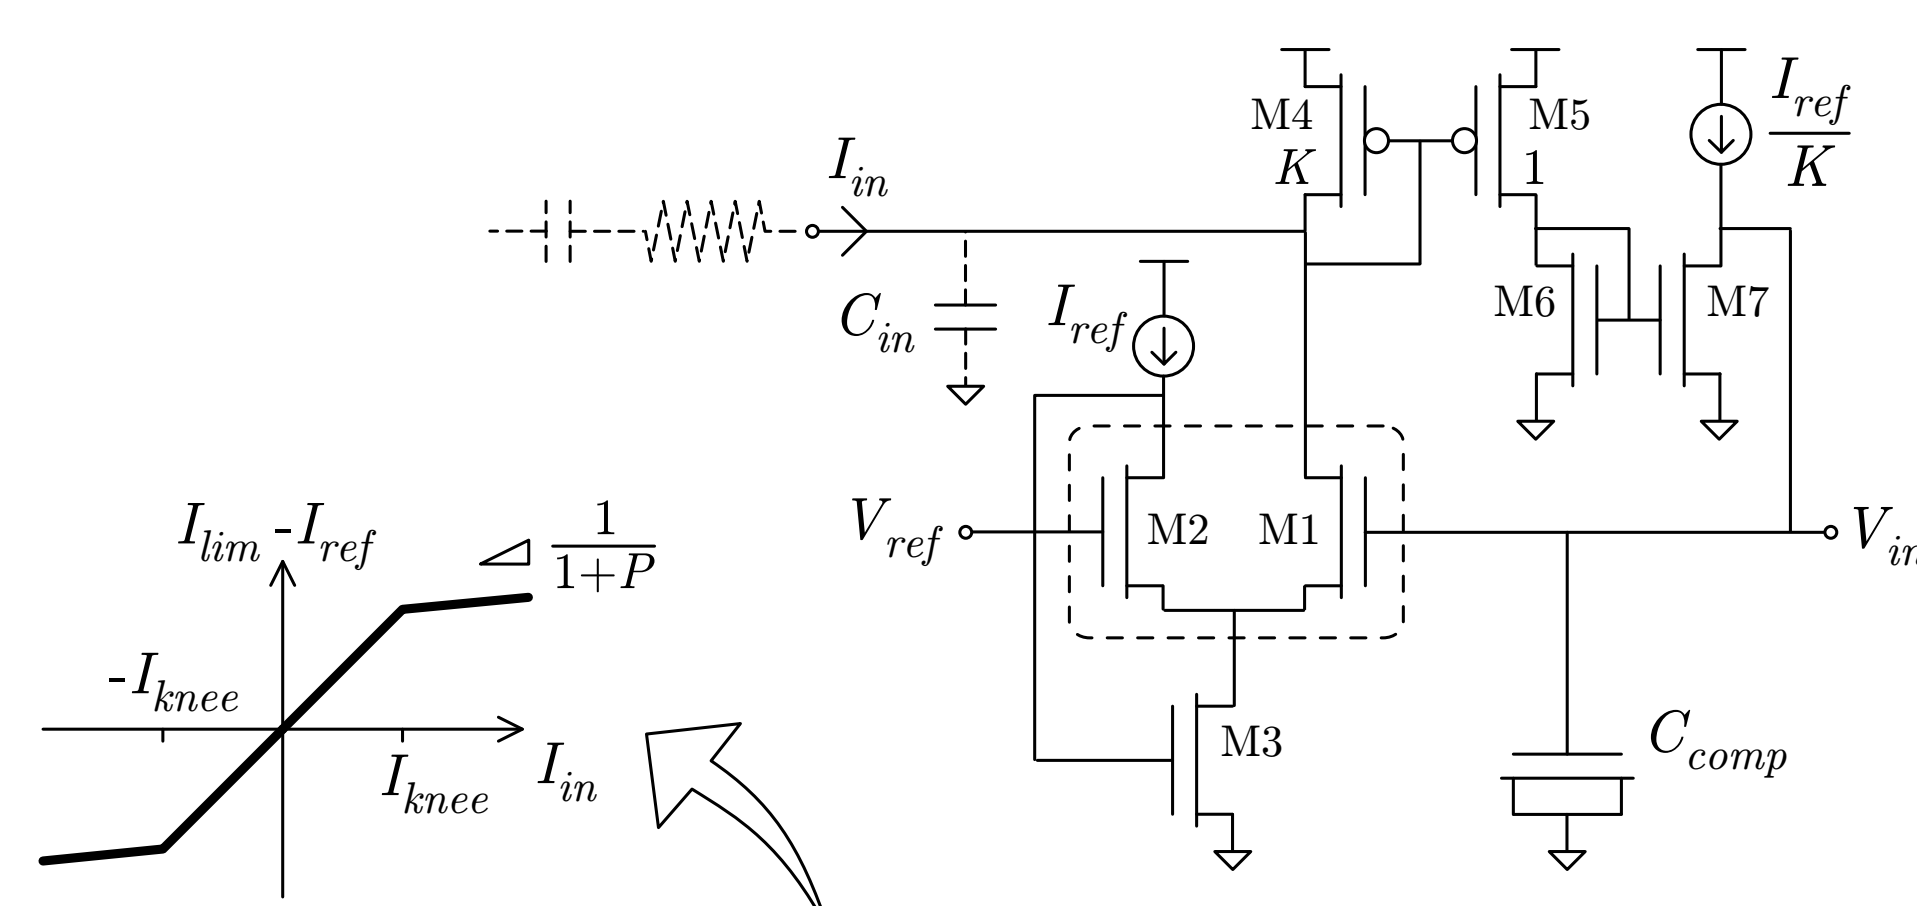 M4
K
M5
1
I_ref
K
I_in
C_in
I_ref
M6
M7
V_ref
M2
M1
V_in
M3
C_comp
I_lim - I_ref
1
1+P
-I_knee
I_knee
I_in